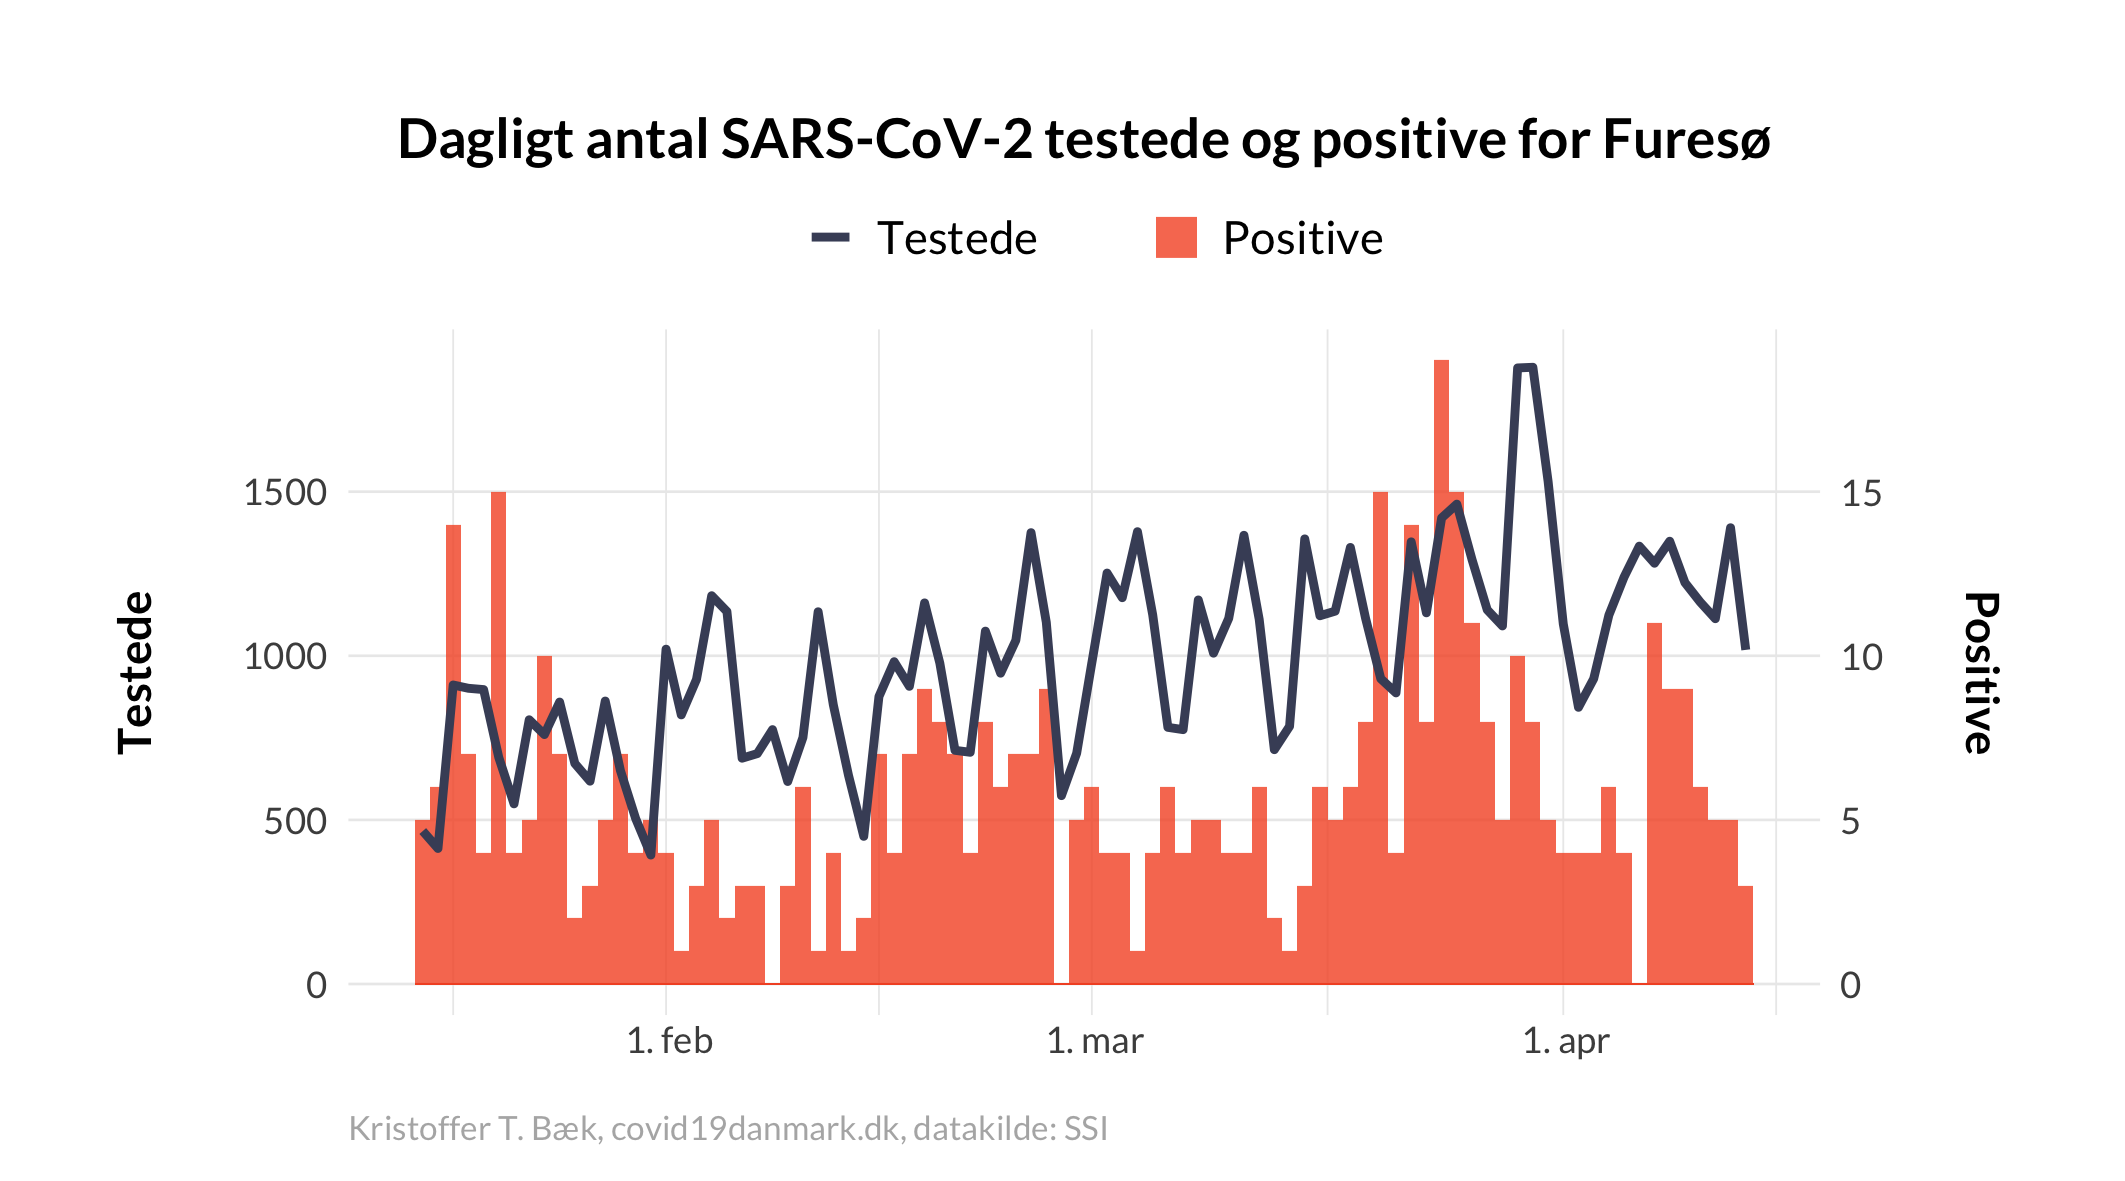 Dagligt antal SARS-CoV-2 testede og positive for Furesø
Testede Positive
1500 15
1000 10
500 5
0 0
Testede
Positive
1. feb 1. mar 1. apr
Kristoffer T. Bæk, covid19danmark.dk, datakilde: SSI